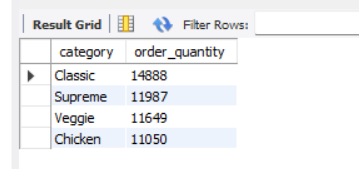 Result Grid Filter Rows:
category order_quantity
Classic 14888
Supreme 11987
Veggie 11649
Chicken 11050